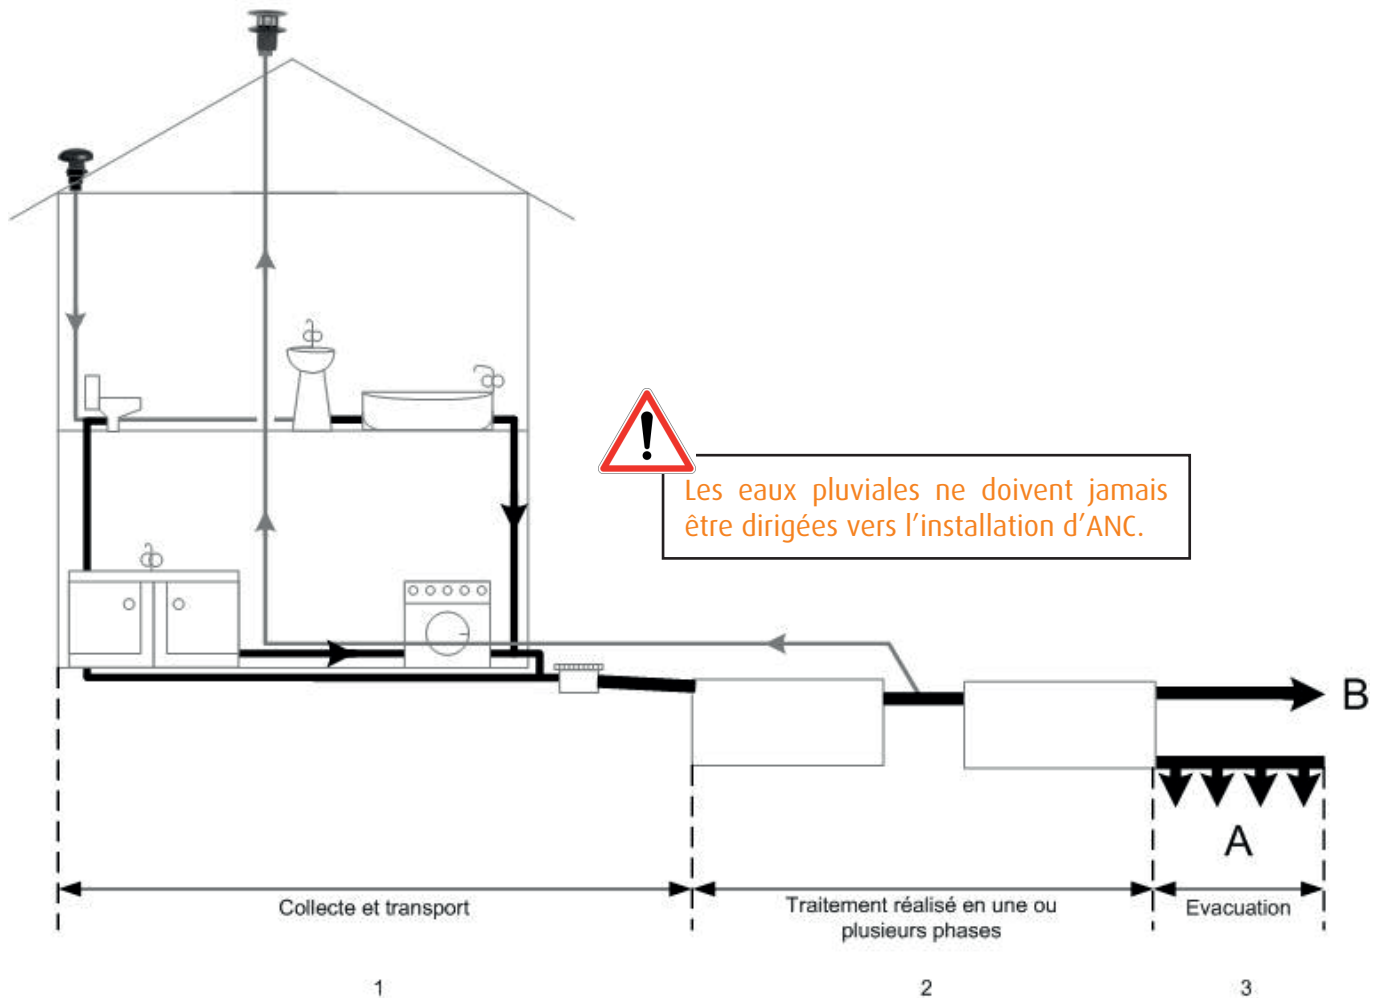 Les eaux pluviales ne doivent jamais
être dirigées vers l'installation d'ANC.
B
A
Collecte et transport
Traitement réalisé en une ou
plusieurs phases
Evacuation
1
2
3